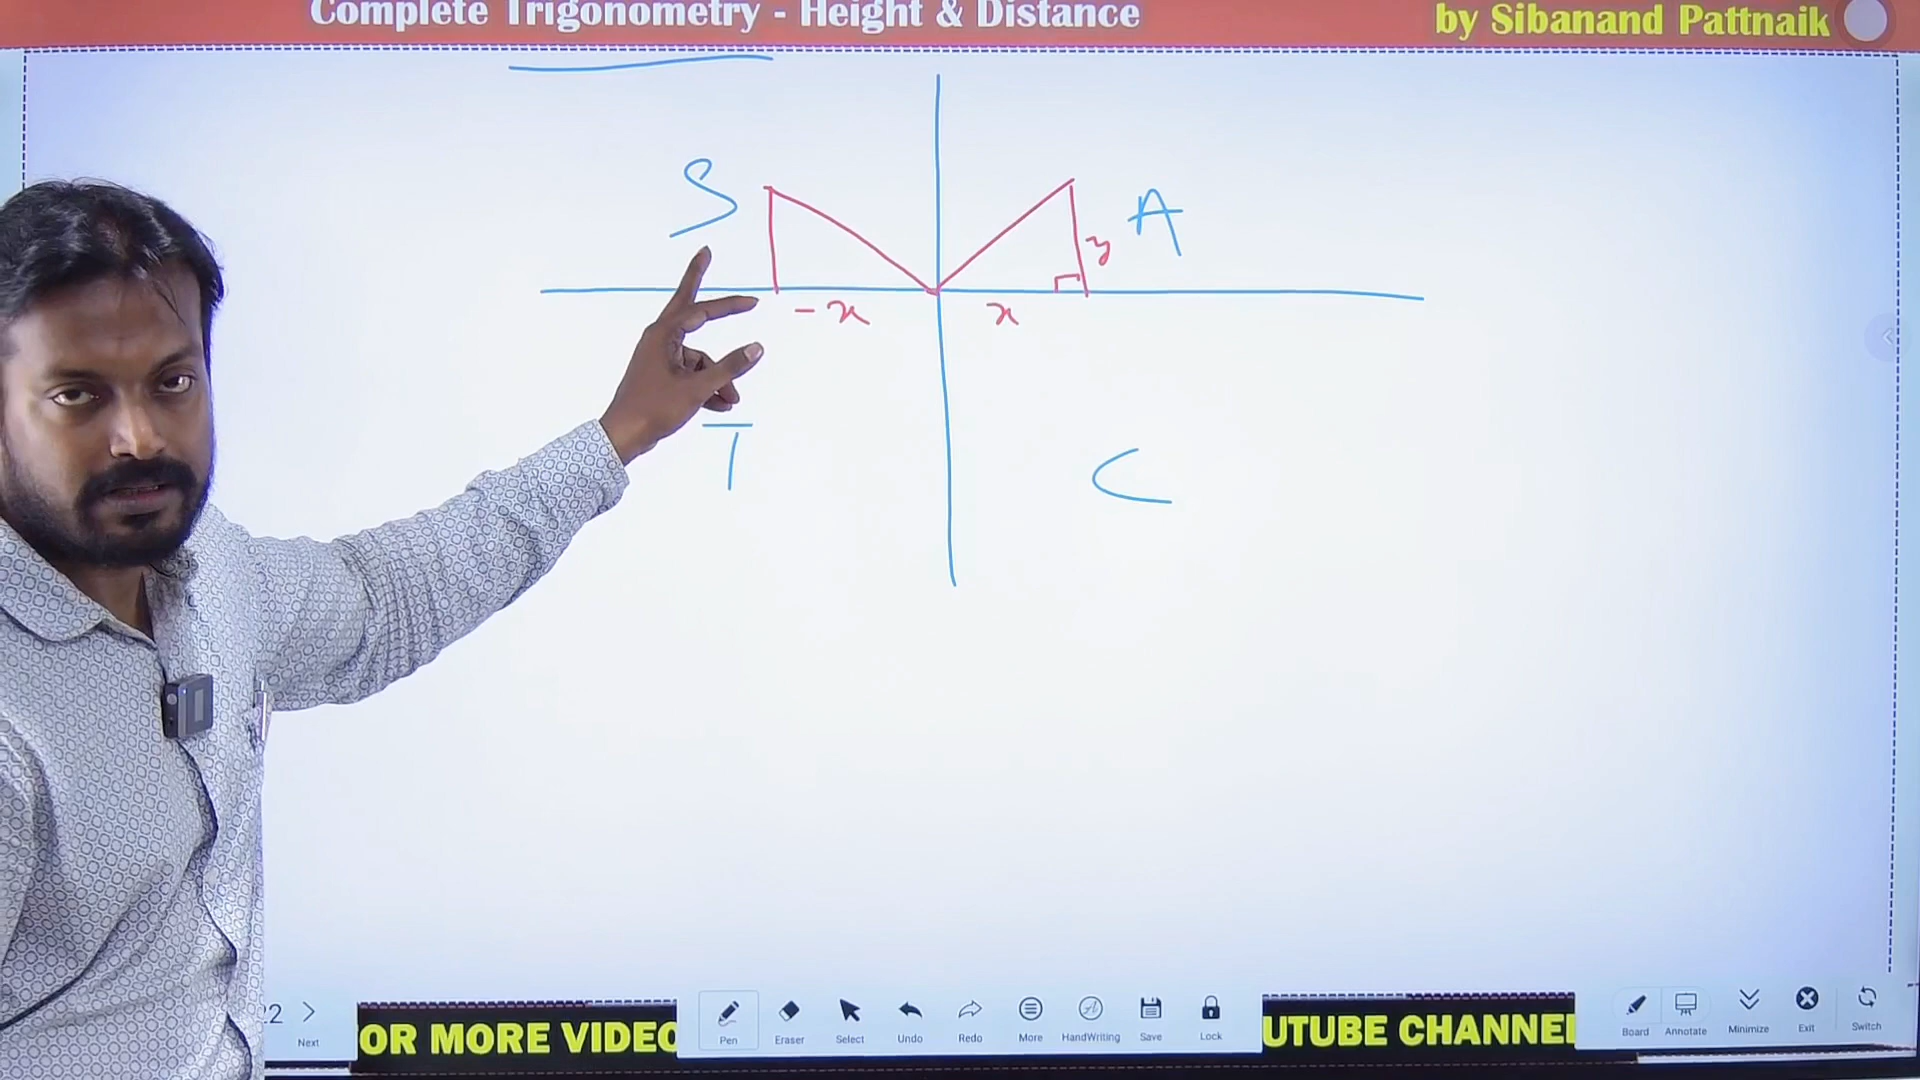 Complete Trigonometry - Height & Distance
by Sibanand Pattnaik
S
A
y
-x
x
T
C
22
Next
OR MORE VIDEO
Pen
Eraser
Select
Undo
Redo
More
HandWriting
Save
Lock
UTUBE CHANNEL
Board
Annotate
Minimize
Exit
Switch